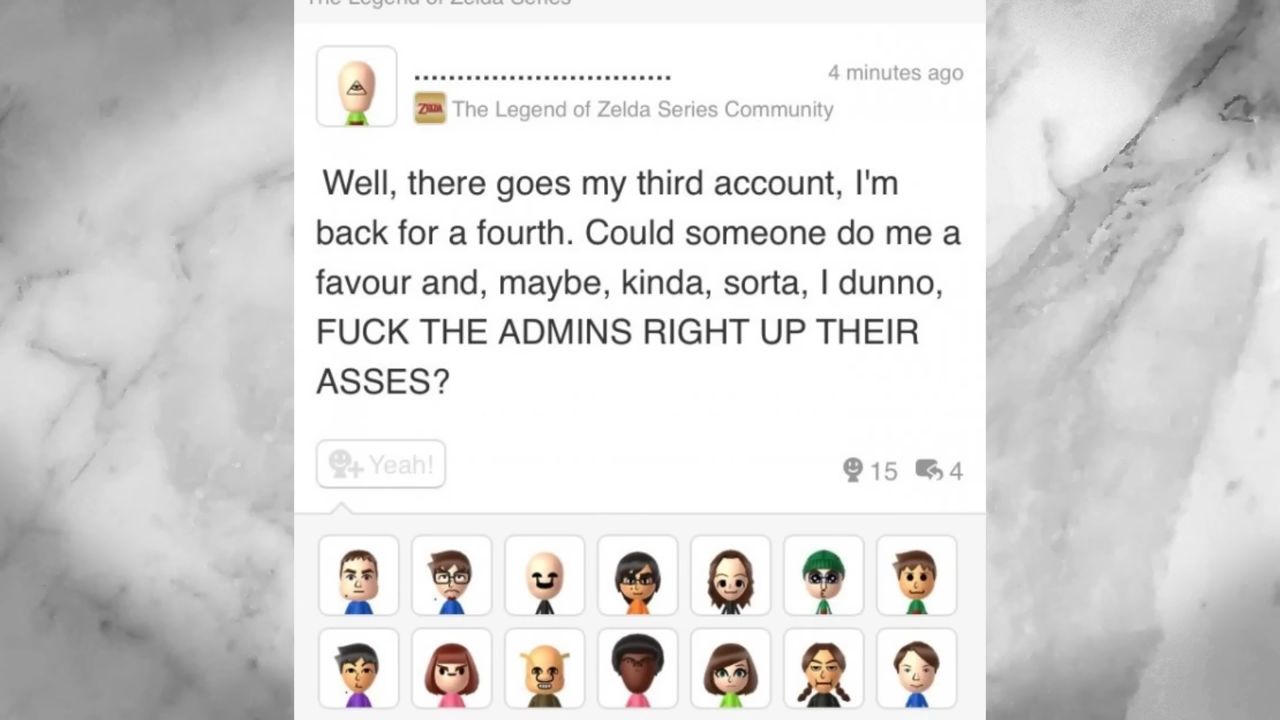 The Legend of Zelda Series
..............................
4 minutes ago
ZELDA
The Legend of Zelda Series Community
Well, there goes my third account, I'm
back for a fourth. Could someone do me a
favour and, maybe, kinda, sorta, I dunno,
FUCK THE ADMINS RIGHT UP THEIR
ASSES?
Yeah!
15 4